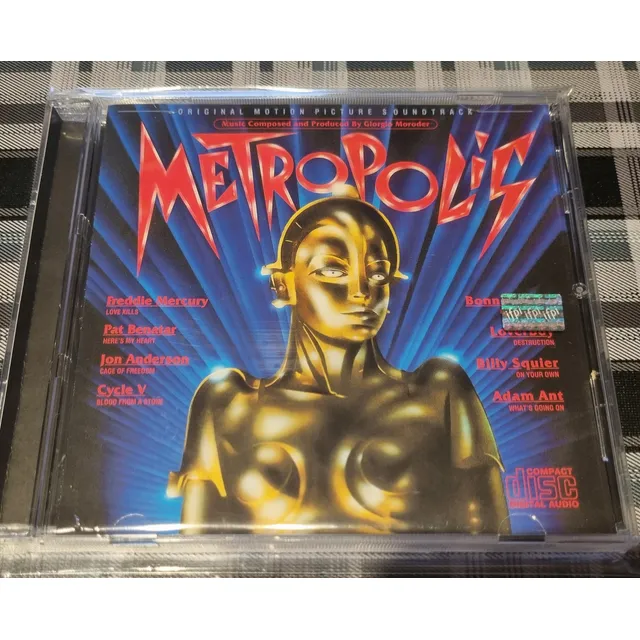 ORIGINAL MOTION PICTURE SOUNDTRACK
Music Composed and Produced By Giorgio Moroder
METROPOLIS
Freddie Mercury
LOVE KILLS
Pat Benatar
HERE'S MY HEART
Jon Anderson
CAGE OF FREEDOM
Cycle V
BLOOD FROM A STONE
Bonn
Loverboy
DESTRUCTION
Billy Squier
ON YOUR OWN
Adam Ant
WHAT'S GOING ON
COMPACT
disc
DIGITAL AUDIO